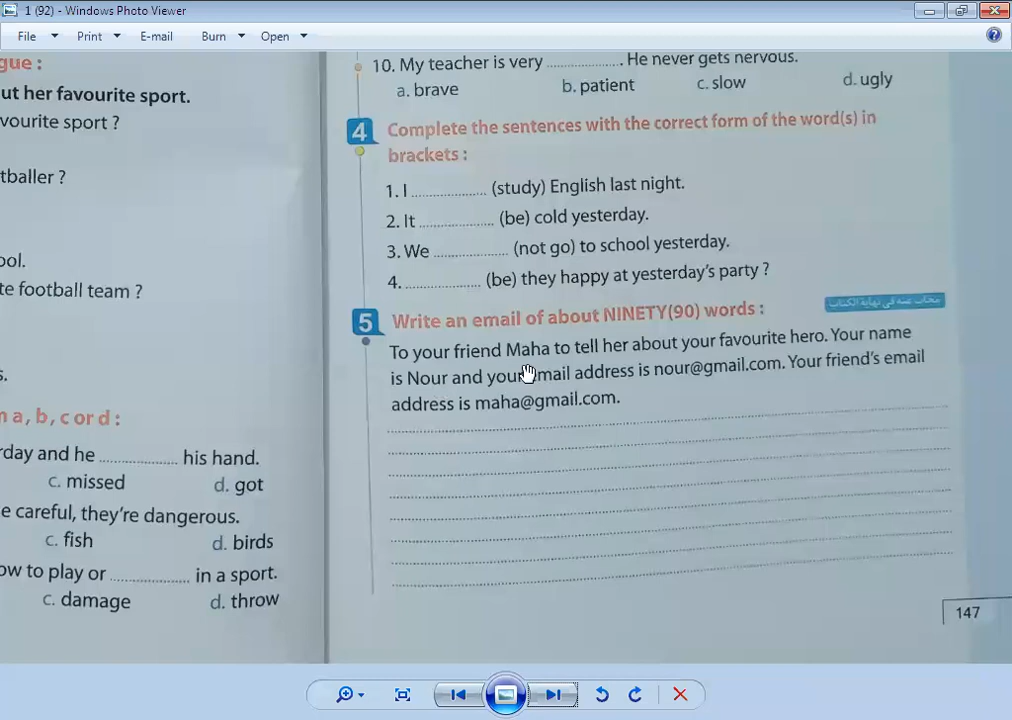 1 (92) - Windows Photo Viewer
File Print E-mail Burn Open
gue :
ut her favourite sport.
vourite sport ?
tballer ?
ool.
te football team ?
s.
m a, b, c or d :
rday and he ............... his hand.
c. missed d. got
e careful, they're dangerous.
c. fish d. birds
ow to play or ............... in a sport.
c. damage d. throw
10. My teacher is very ............... . He never gets nervous.
a. brave b. patient c. slow d. ugly
4 Complete the sentences with the correct form of the word(s) in
brackets :
1. I ............... (study) English last night.
2. It ............... (be) cold yesterday.
3. We ............... (not go) to school yesterday.
4. ............... (be) they happy at yesterday's party ?
5 Write an email of about NINETY(90) words : مجاب عنه في نهاية الكتاب
To your friend Maha to tell her about your favourite hero. Your name
is Nour and your email address is nour@gmail.com. Your friend's email
address is maha@gmail.com.
147